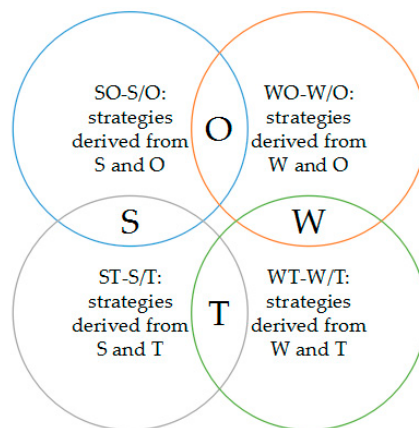 SO-S/O:
strategies
derived from
S and O
O
WO-W/O:
strategies
derived from
W and O
S
W
ST-S/T:
strategies
derived from
S and T
T
WT-W/T:
strategies
derived from
W and T